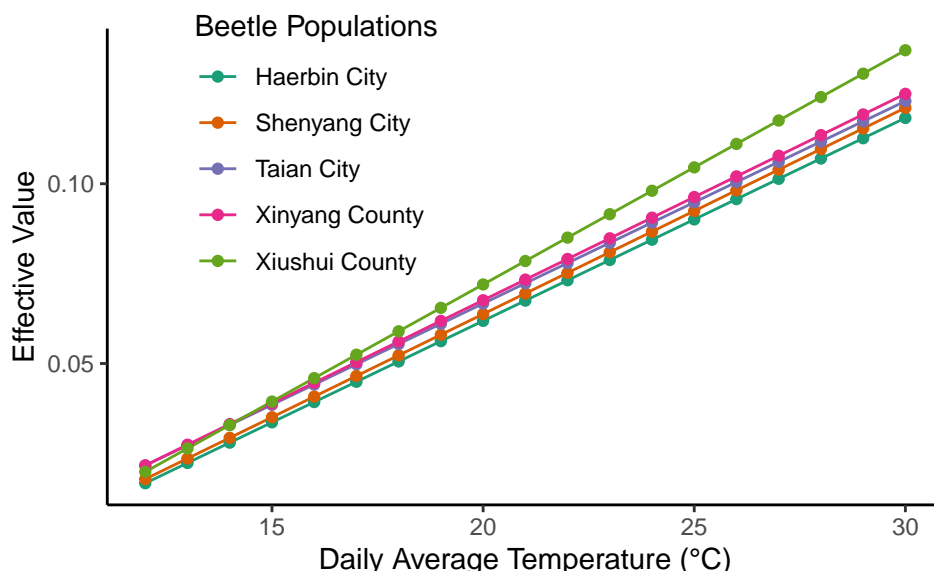 Beetle Populations
Haerbin City
Shenyang City
Taian City
Xinyang County
Xiushui County
Effective Value
0.10
0.05
15 20 25 30
Daily Average Temperature (°C)